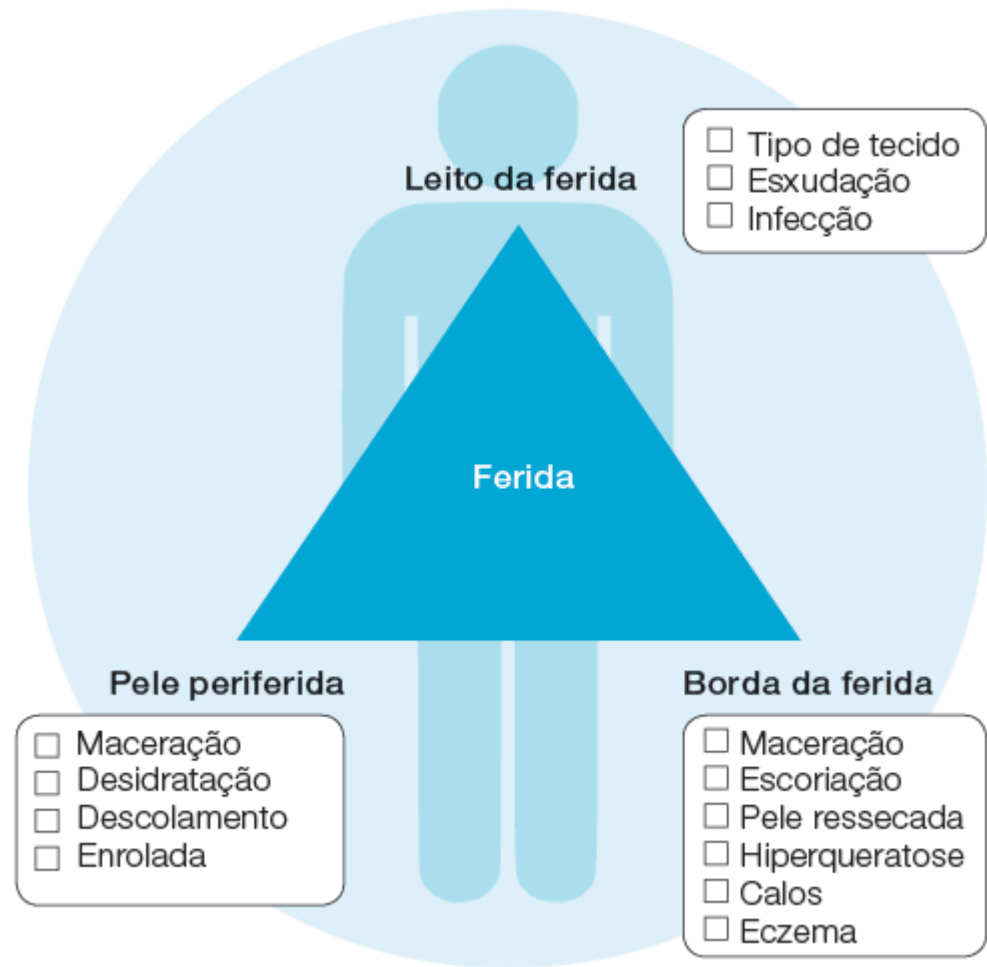 Leito da ferida
Tipo de tecido
Esxudação
Infecção
Ferida
Pele periferida
Maceração
Desidratação
Descolamento
Enrolada
Borda da ferida
Maceração
Escoriação
Pele ressecada
Hiperqueratose
Calos
Eczema